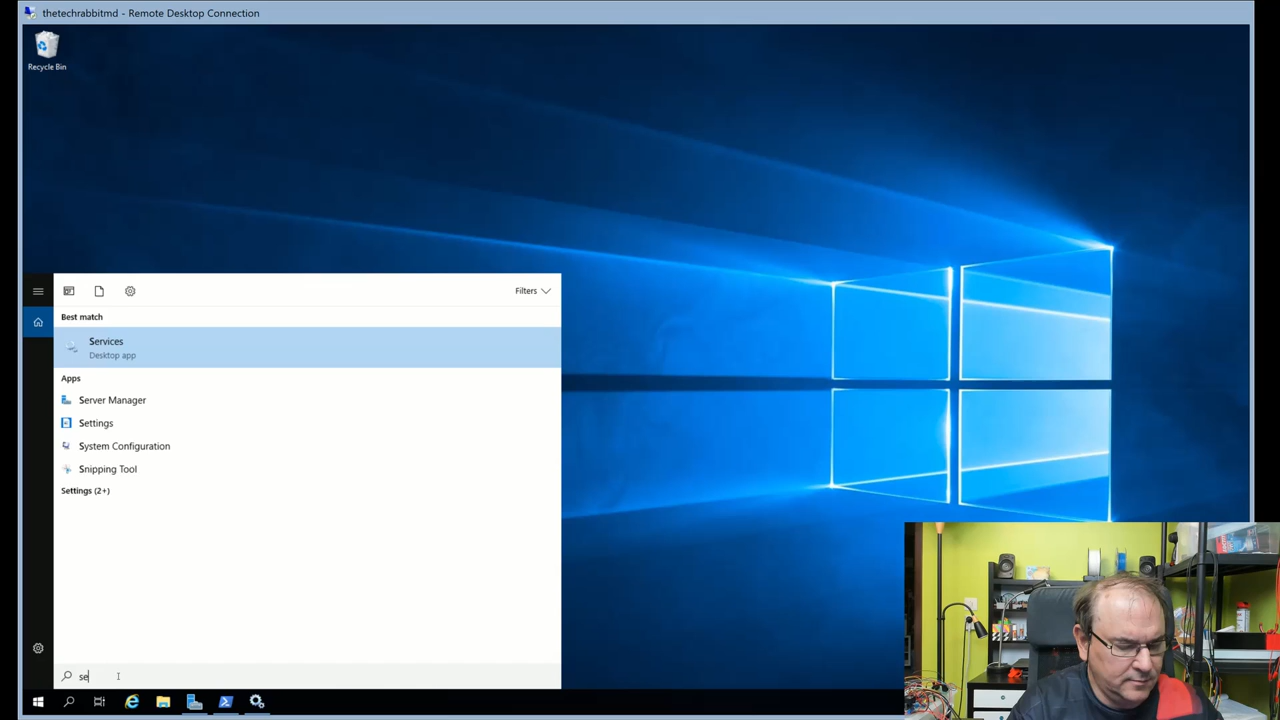 thetechrabbitmd - Remote Desktop Connection
Recycle Bin
Filters
Best match
Services
Desktop app
Apps
Server Manager
Settings
System Configuration
Snipping Tool
Settings (2+)
se